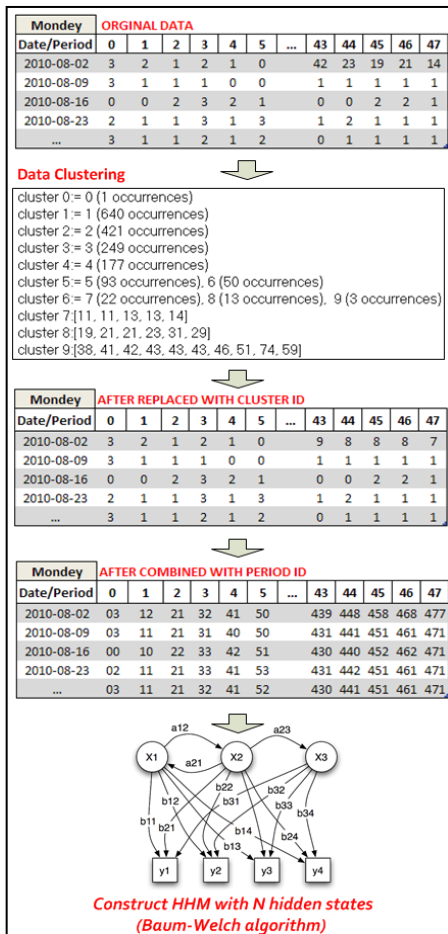 Mondey ORGINAL DATA
Date/Period 0 1 2 3 4 5 ... 43 44 45 46 47
2010-08-02 3 2 1 2 1 0 42 23 19 21 14
2010-08-09 3 1 1 1 0 0 1 1 1 1 1
2010-08-16 0 0 2 3 2 1 0 0 2 2 1
2010-08-23 2 1 1 3 1 3 1 2 1 1 1
... 3 1 1 2 1 2 0 1 1 1 1
Data Clustering
cluster 0:= 0 (1 occurrences)
cluster 1:= 1 (640 occurrences)
cluster 2:= 2 (421 occurrences)
cluster 3:= 3 (249 occurrences)
cluster 4:= 4 (177 occurrences)
cluster 5:= 5 (93 occurrences), 6 (50 occurrences)
cluster 6:= 7 (22 occurrences), 8 (13 occurrences), 9 (3 occurrences)
cluster 7:[11, 11, 13, 13, 14]
cluster 8:[19, 21, 21, 23, 31, 29]
cluster 9:[38, 41, 42, 43, 43, 43, 46, 51, 74, 59]
Mondey AFTER REPLACED WITH CLUSTER ID
Date/Period 0 1 2 3 4 5 ... 43 44 45 46 47
2010-08-02 3 2 1 2 1 0 9 8 8 8 7
2010-08-09 3 1 1 1 0 0 1 1 1 1 1
2010-08-16 0 0 2 3 2 1 0 0 2 2 1
2010-08-23 2 1 1 3 1 3 1 2 1 1 1
... 3 1 1 2 1 2 0 1 1 1 1
Mondey AFTER COMBINED WITH PERIOD ID
Date/Period 0 1 2 3 4 5 ... 43 44 45 46 47
2010-08-02 03 12 21 32 41 50 439 448 458 468 477
2010-08-09 03 11 21 31 40 50 431 441 451 461 471
2010-08-16 00 10 22 33 42 51 430 440 452 462 471
2010-08-23 02 11 21 33 41 53 431 442 451 461 471
... 03 11 21 32 41 52 430 441 451 461 471
a12 a23
X1 X2 X3
a21
b12 b22 b31 b32
b11 b21 b33 b34
b14 b24
b13
y1 y2 y3 y4
Construct HHM with N hidden states
(Baum-Welch algorithm)